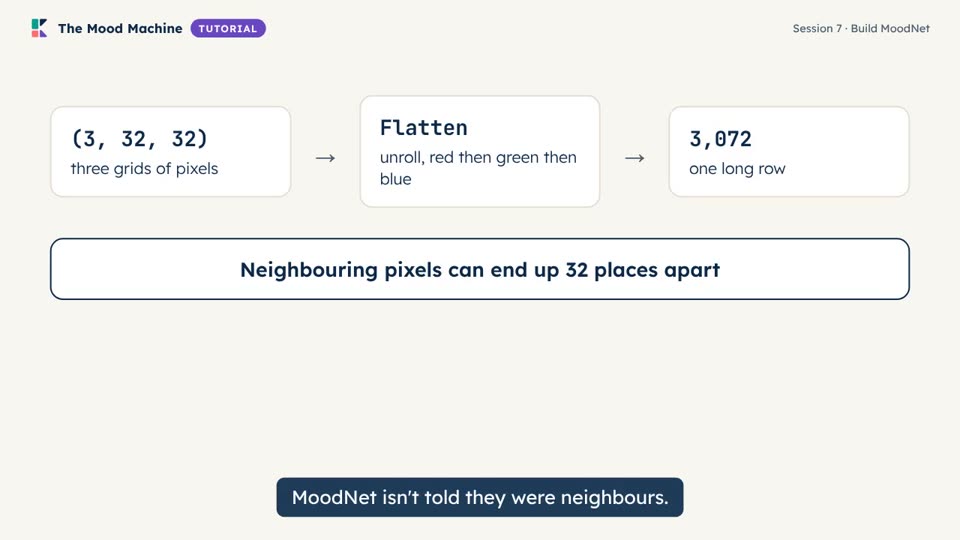 The Mood Machine
TUTORIAL
Session 7 · Build MoodNet
(3, 32, 32)
three grids of pixels
→
Flatten
unroll, red then green then
blue
→
3,072
one long row
Neighbouring pixels can end up 32 places apart
MoodNet isn't told they were neighbours.